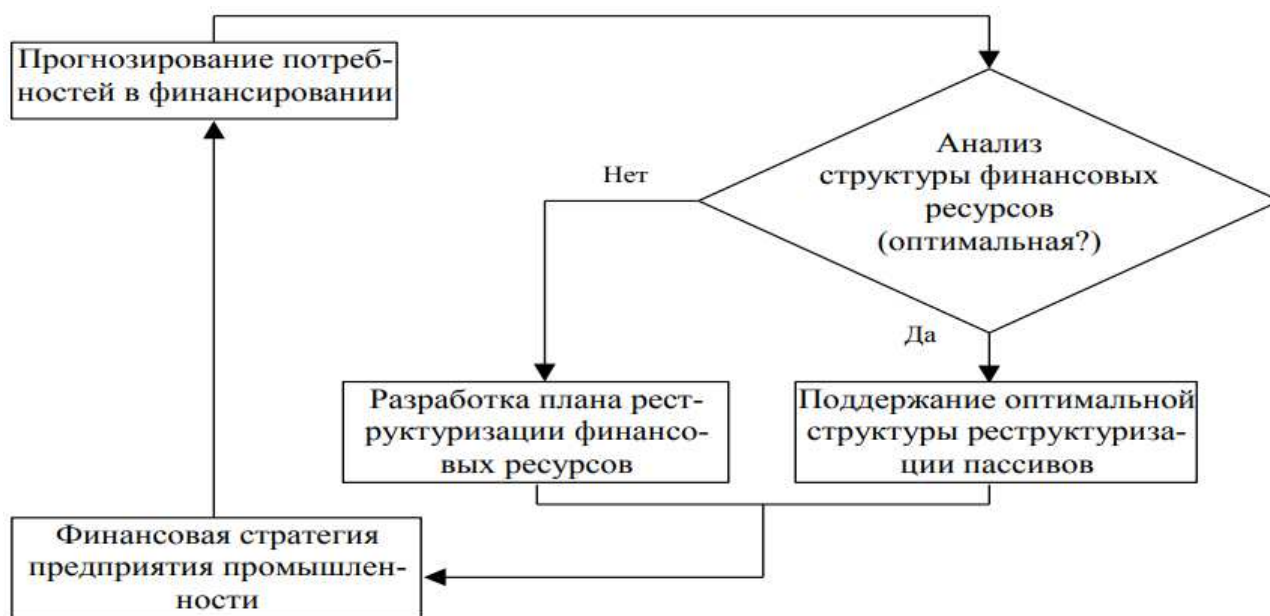 Прогнозирование потреб-
ностей в финансировании
Анализ
структуры финансовых
ресурсов
(оптимальная?)
Нет
Да
Разработка плана рест-
руктуризации финансо-
вых ресурсов
Поддержание оптимальной
структуры реструктуриза-
ции пассивов
Финансовая стратегия
предприятия промышлен-
ности